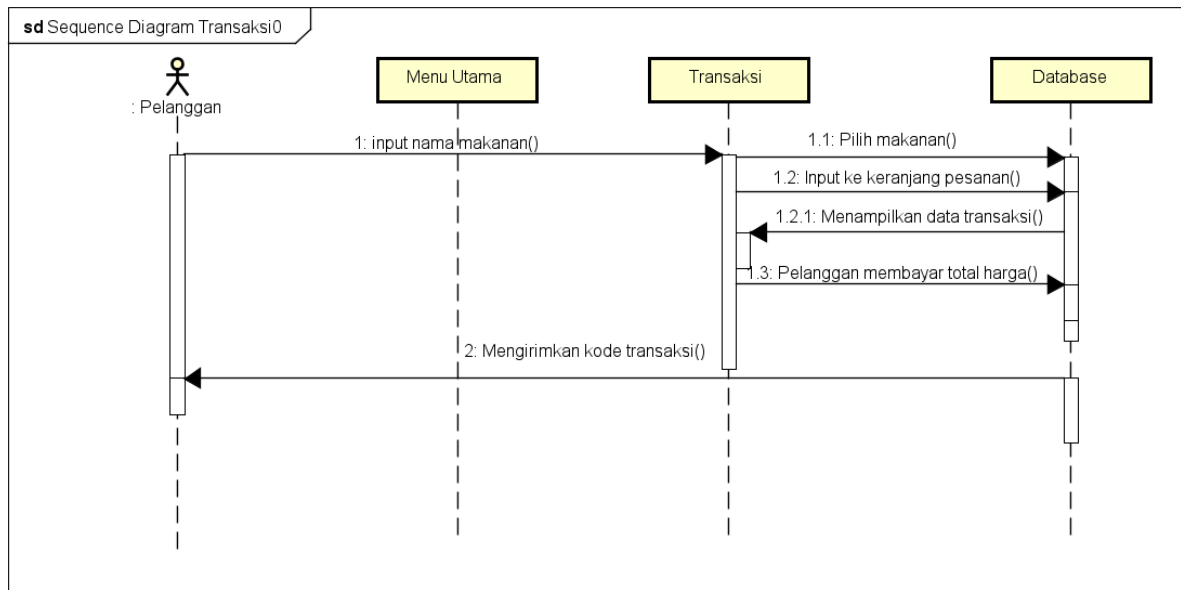 sd Sequence Diagram Transaksi0
: Pelanggan
Menu Utama
Transaksi
Database
1: input nama makanan()
1.1: Pilih makanan()
1.2: Input ke keranjang pesanan()
1.2.1: Menampilkan data transaksi()
1.3: Pelanggan membayar total harga()
2: Mengirimkan kode transaksi()